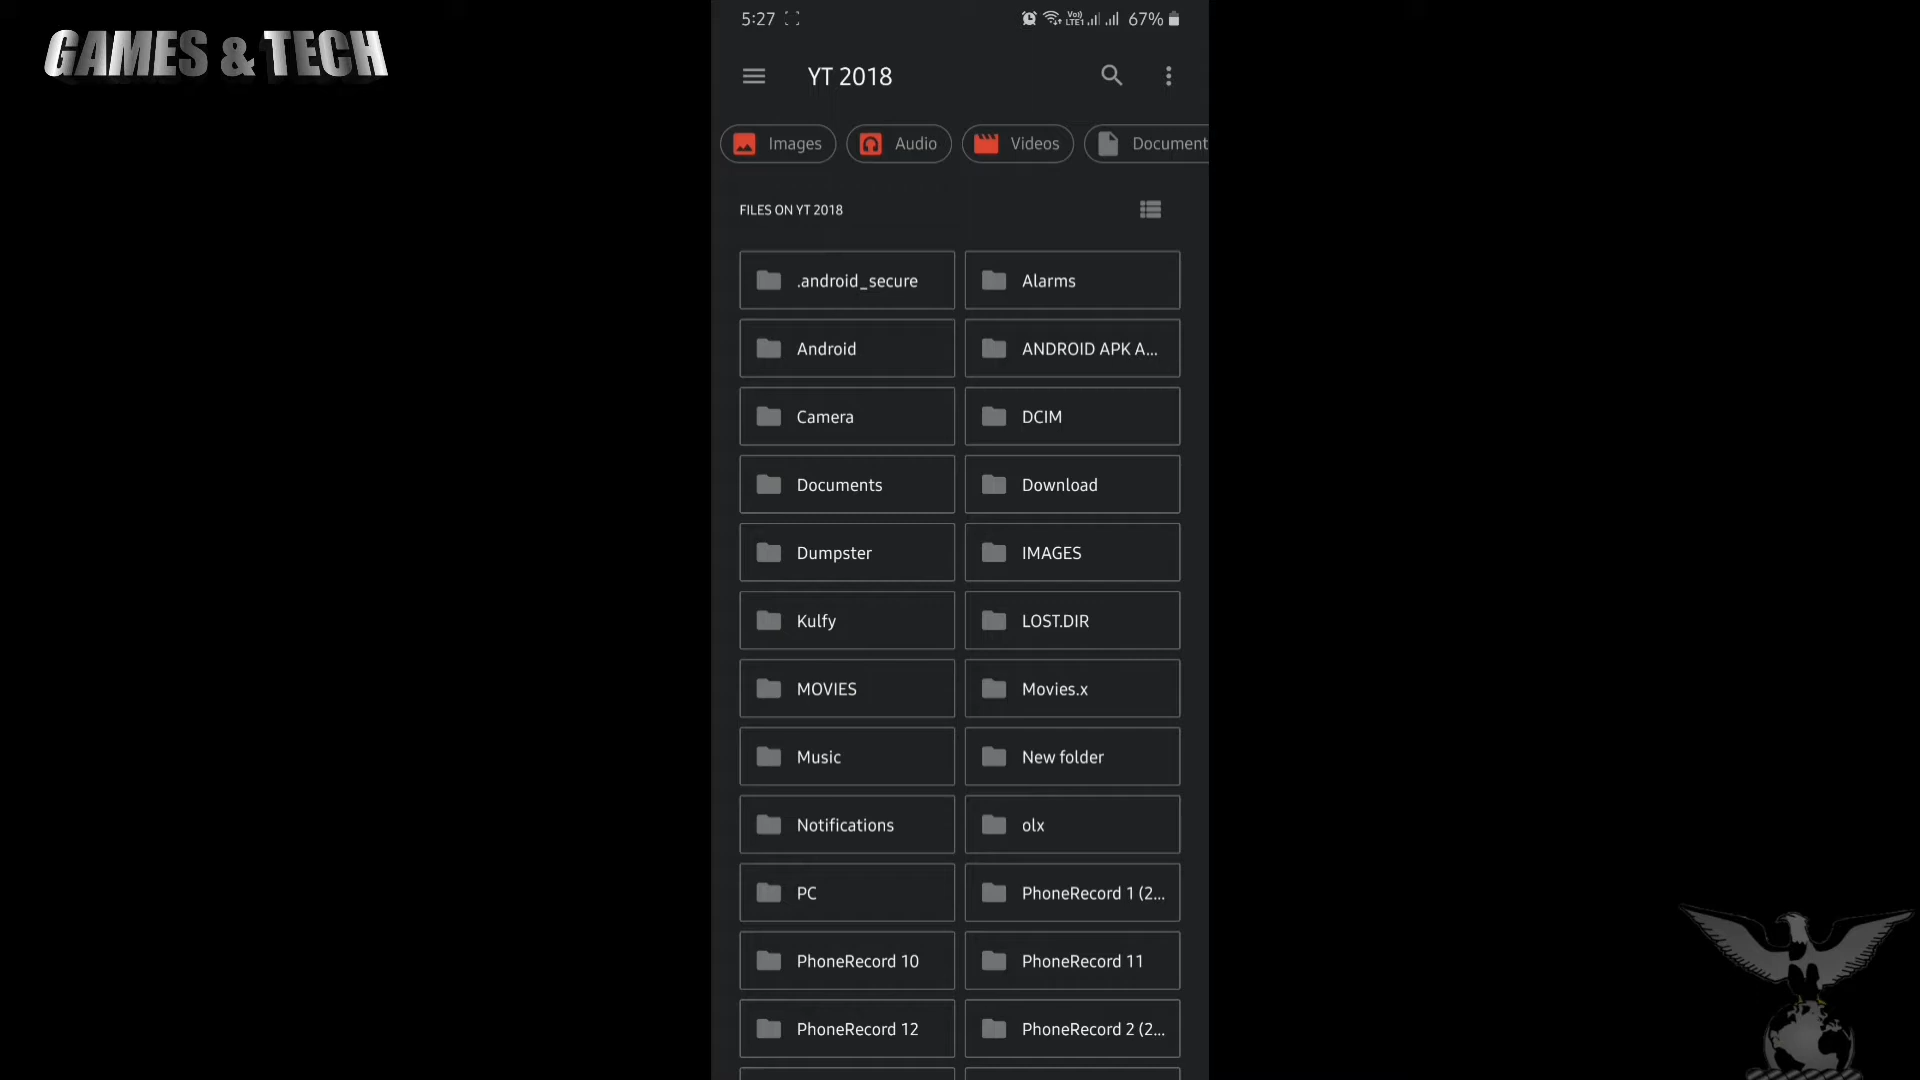 GAMES & TECH
5:27
Vo) LTE1 67%
YT 2018
Images Audio Videos Document
FILES ON YT 2018
.android_secure Alarms
Android ANDROID APK A...
Camera DCIM
Documents Download
Dumpster IMAGES
Kulfy LOST.DIR
MOVIES Movies.x
Music New folder
Notifications olx
PC PhoneRecord 1 (2...
PhoneRecord 10 PhoneRecord 11
PhoneRecord 12 PhoneRecord 2 (2...